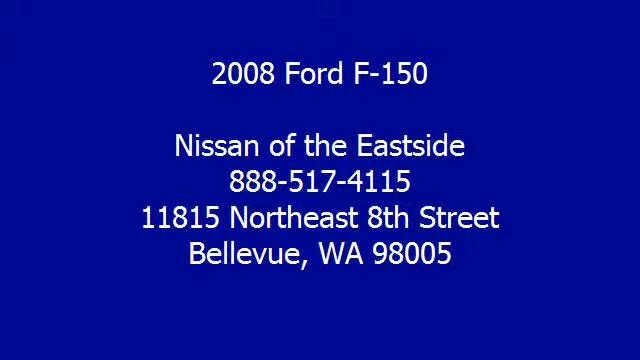 2008 Ford F-150
Nissan of the Eastside
888-517-4115
11815 Northeast 8th Street
Bellevue, WA 98005